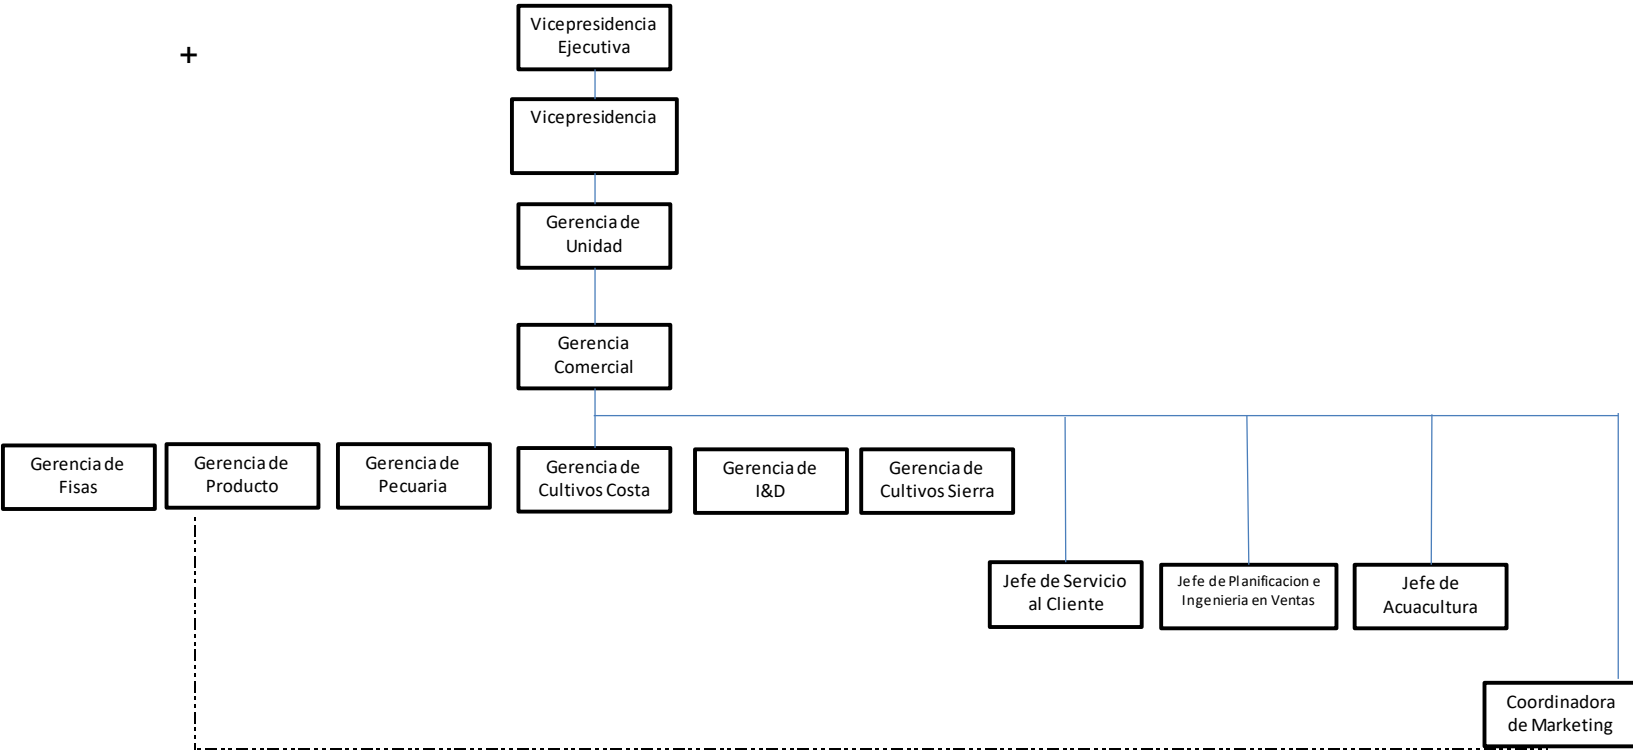 Vicepresidencia
Ejecutiva
+
Vicepresidencia
Gerencia de
Unidad
Gerencia
Comercial
Gerencia de
Fisas
Gerencia de
Producto
Gerencia de
Pecuaria
Gerencia de
Cultivos Costa
Gerencia de
I&D
Gerencia de
Cultivos Sierra
Jefe de Servicio
al Cliente
Jefe de Planificacion e
Ingenieria en Ventas
Jefe de
Acuacultura
Coordinadora
de Marketing